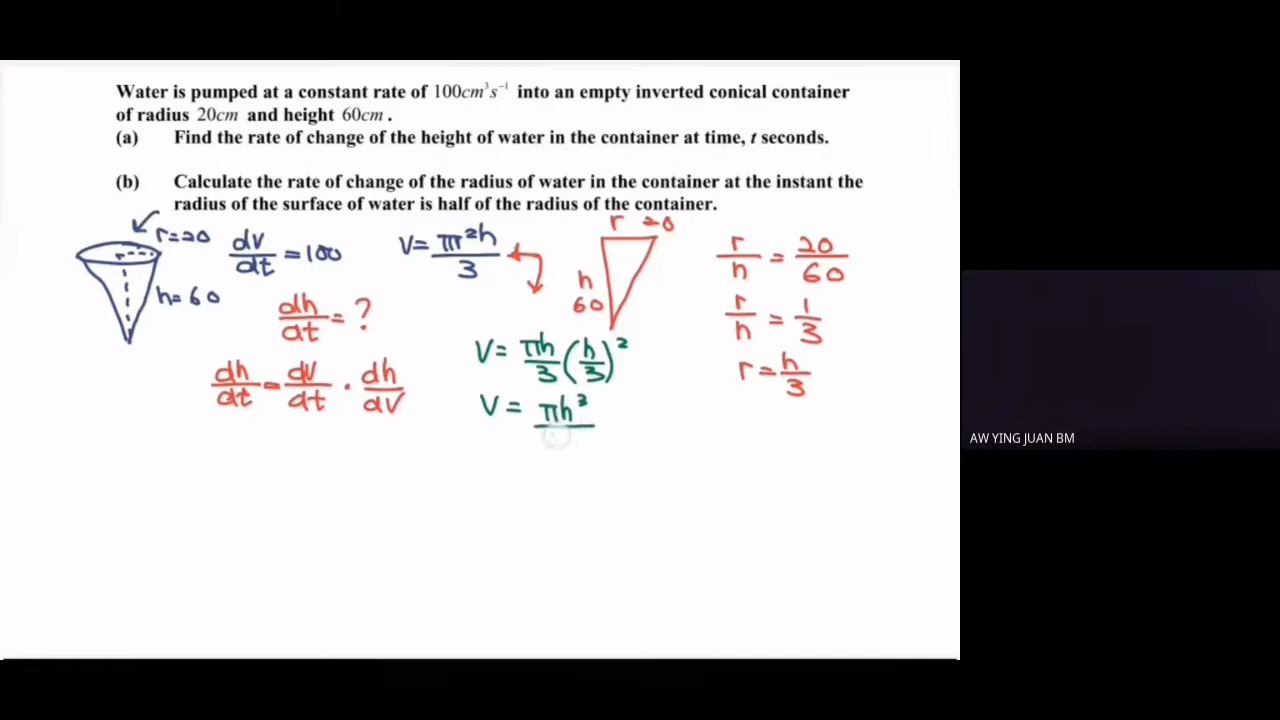 Water is pumped at a constant rate of 100cm³s⁻¹ into an empty inverted conical container
of radius 20cm and height 60cm.
(a) Find the rate of change of the height of water in the container at time, t seconds.
(b) Calculate the rate of change of the radius of water in the container at the instant the
radius of the surface of water is half of the radius of the container.
r=20
h=60
dv/dt = 100
dh/dt = ?
dh/dt = dV/dt · dh/dV
V= πr²h/3
r 20
h
60
V= πh/3 (h/3)²
V = πh³
r/h = 20/60
r/h = 1/3
r = h/3
AW YING JUAN BM